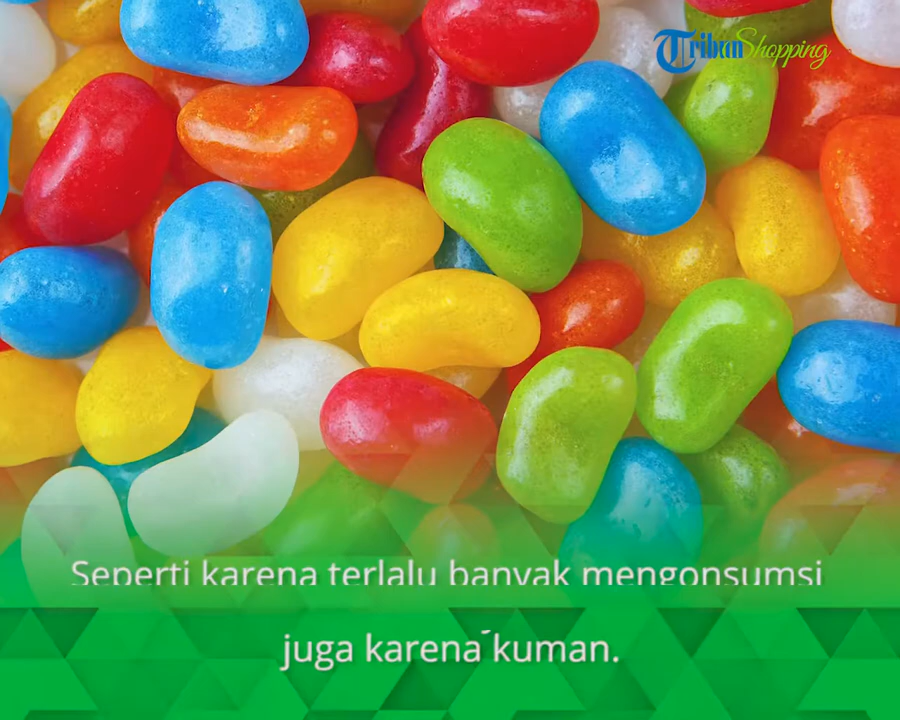 TribunShopping
Seperti karena terlalu banyak mengonsumsi
juga karena kuman.